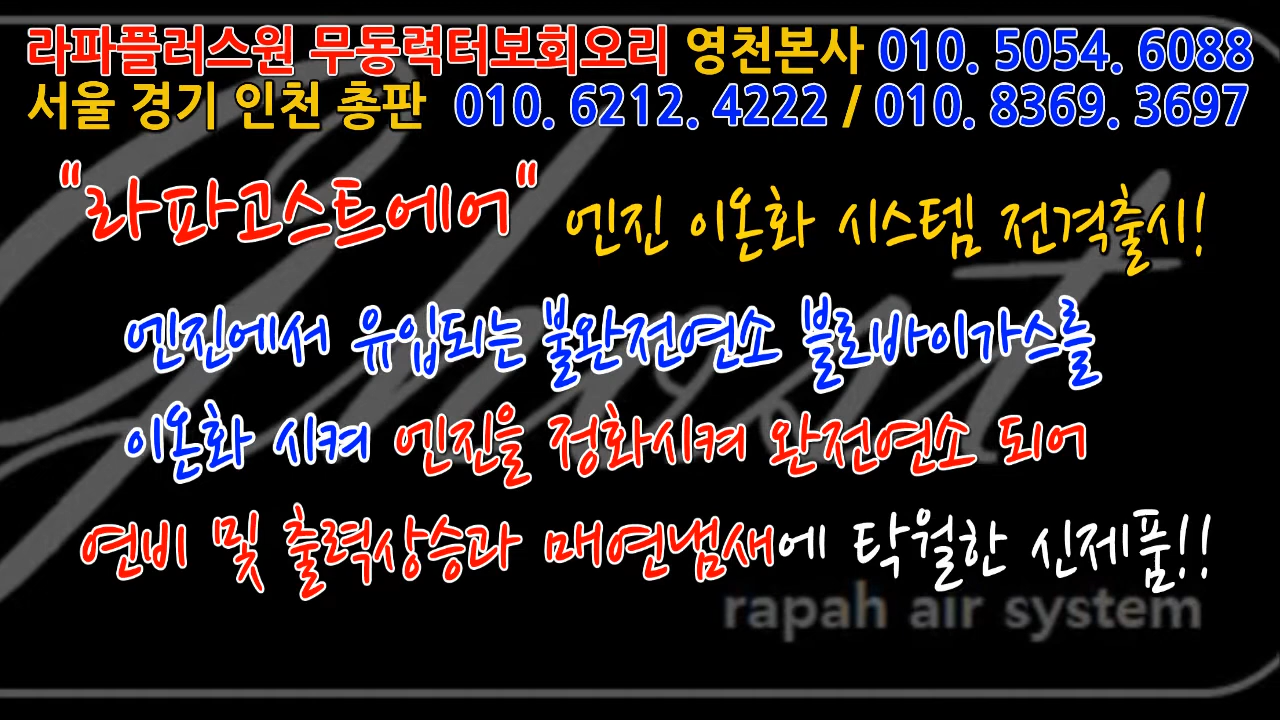 라파플러스원 무동력터보회오리 영천본사 010. 5054. 6088
서울 경기 인천 총판 010. 6212. 4222 / 010. 8369. 3697
"라파고스트에어" 엔진 이온화 시스템 전격출시!
엔진에서 유입되는 불완전연소 블로바이가스를
이온화 시켜 엔진을 정화시켜 완전연소 되어
연비 및 출력상승과 매연냄새에 탁월한 신제품!!
Ghost
rapah air system